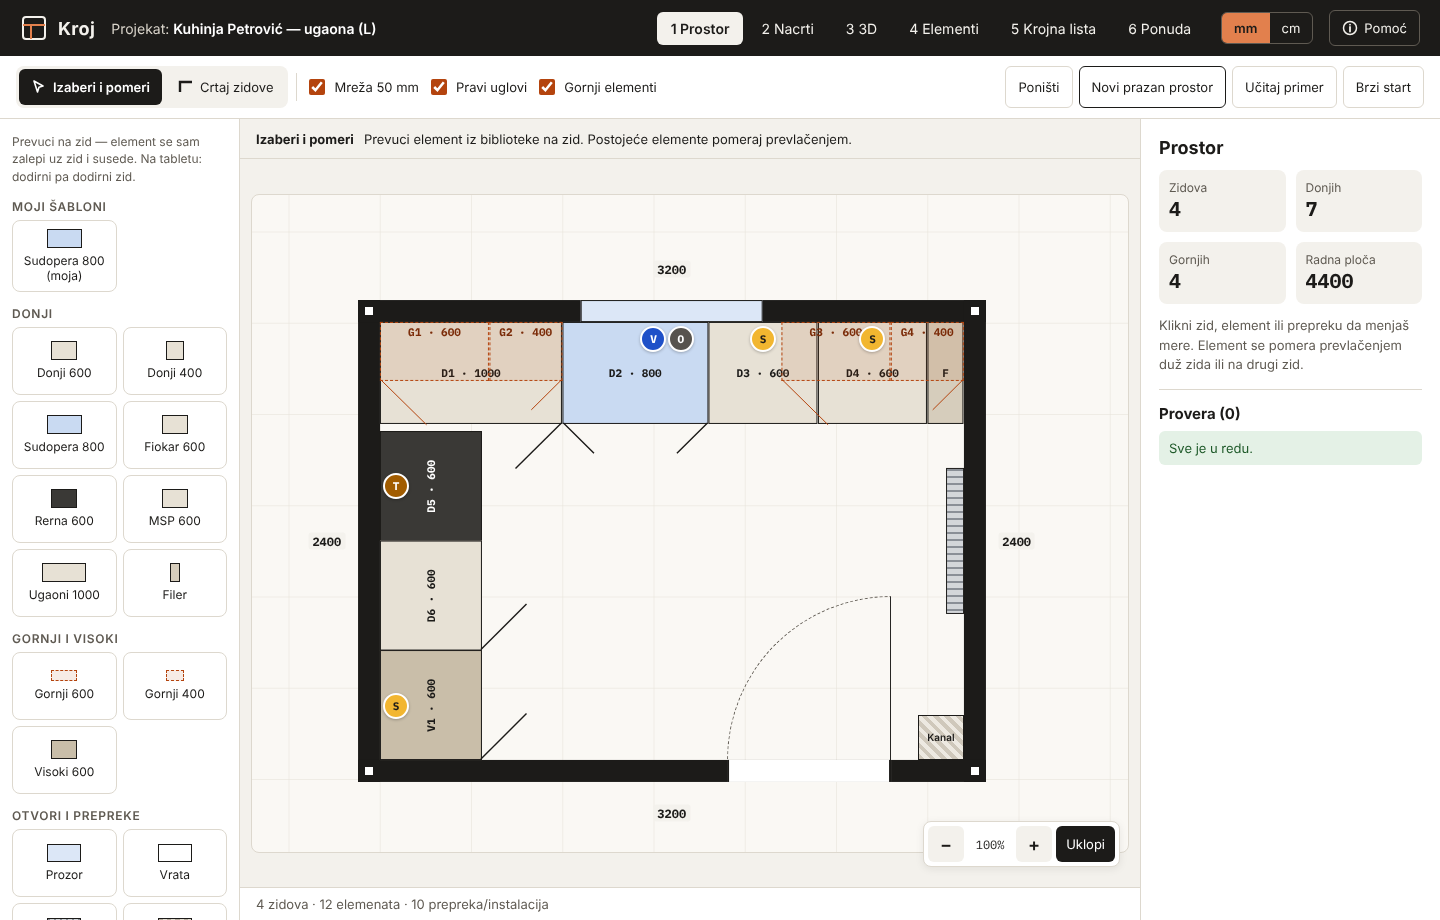 Kroj
Projekat: Kuhinja Petrović — ugaona (L)
1 Prostor
2 Nacrti
3 3D
4 Elementi
5 Krojna lista
6 Ponuda
mm
cm
Pomoć
Izaberi i pomeri
Crtaj zidove
Mreža 50 mm
Pravi uglovi
Gornji elementi
Poništi
Novi prazan prostor
Učitaj primer
Brzi start
Prevuci na zid — element se sam
zalepi uz zid i susede. Na tabletu:
dodirni pa dodirni zid.
MOJI ŠABLONI
Sudopera 800
(moja)
DONJI
Donji 600
Donji 400
Sudopera 800
Fiokar 600
Rerna 600
MSP 600
Ugaoni 1000
Filer
GORNJI I VISOKI
Gornji 600
Gornji 400
Visoki 600
OTVORI I PREPREKE
Prozor
Vrata
Izaberi i pomeri Prevuci element iz biblioteke na zid. Postojeće elemente pomeraj prevlačenjem.
3200
G1 · 600
G2 · 400
V
O
S
G3 · 600
S
G4 · 400
D1 · 1000
D2 · 800
D3 · 600
D4 · 600
F
T
D5 · 600
2400
2400
D6 · 600
S
V1 · 600
Kanal
3200
−
100%
+
Uklopi
4 zidova · 12 elemenata · 10 prepreka/instalacija
Prostor
Zidova
4
Donjih
7
Gornjih
4
Radna ploča
4400
Klikni zid, element ili prepreku da menjaš
mere. Element se pomera prevlačenjem
duž zida ili na drugi zid.
Provera (0)
Sve je u redu.